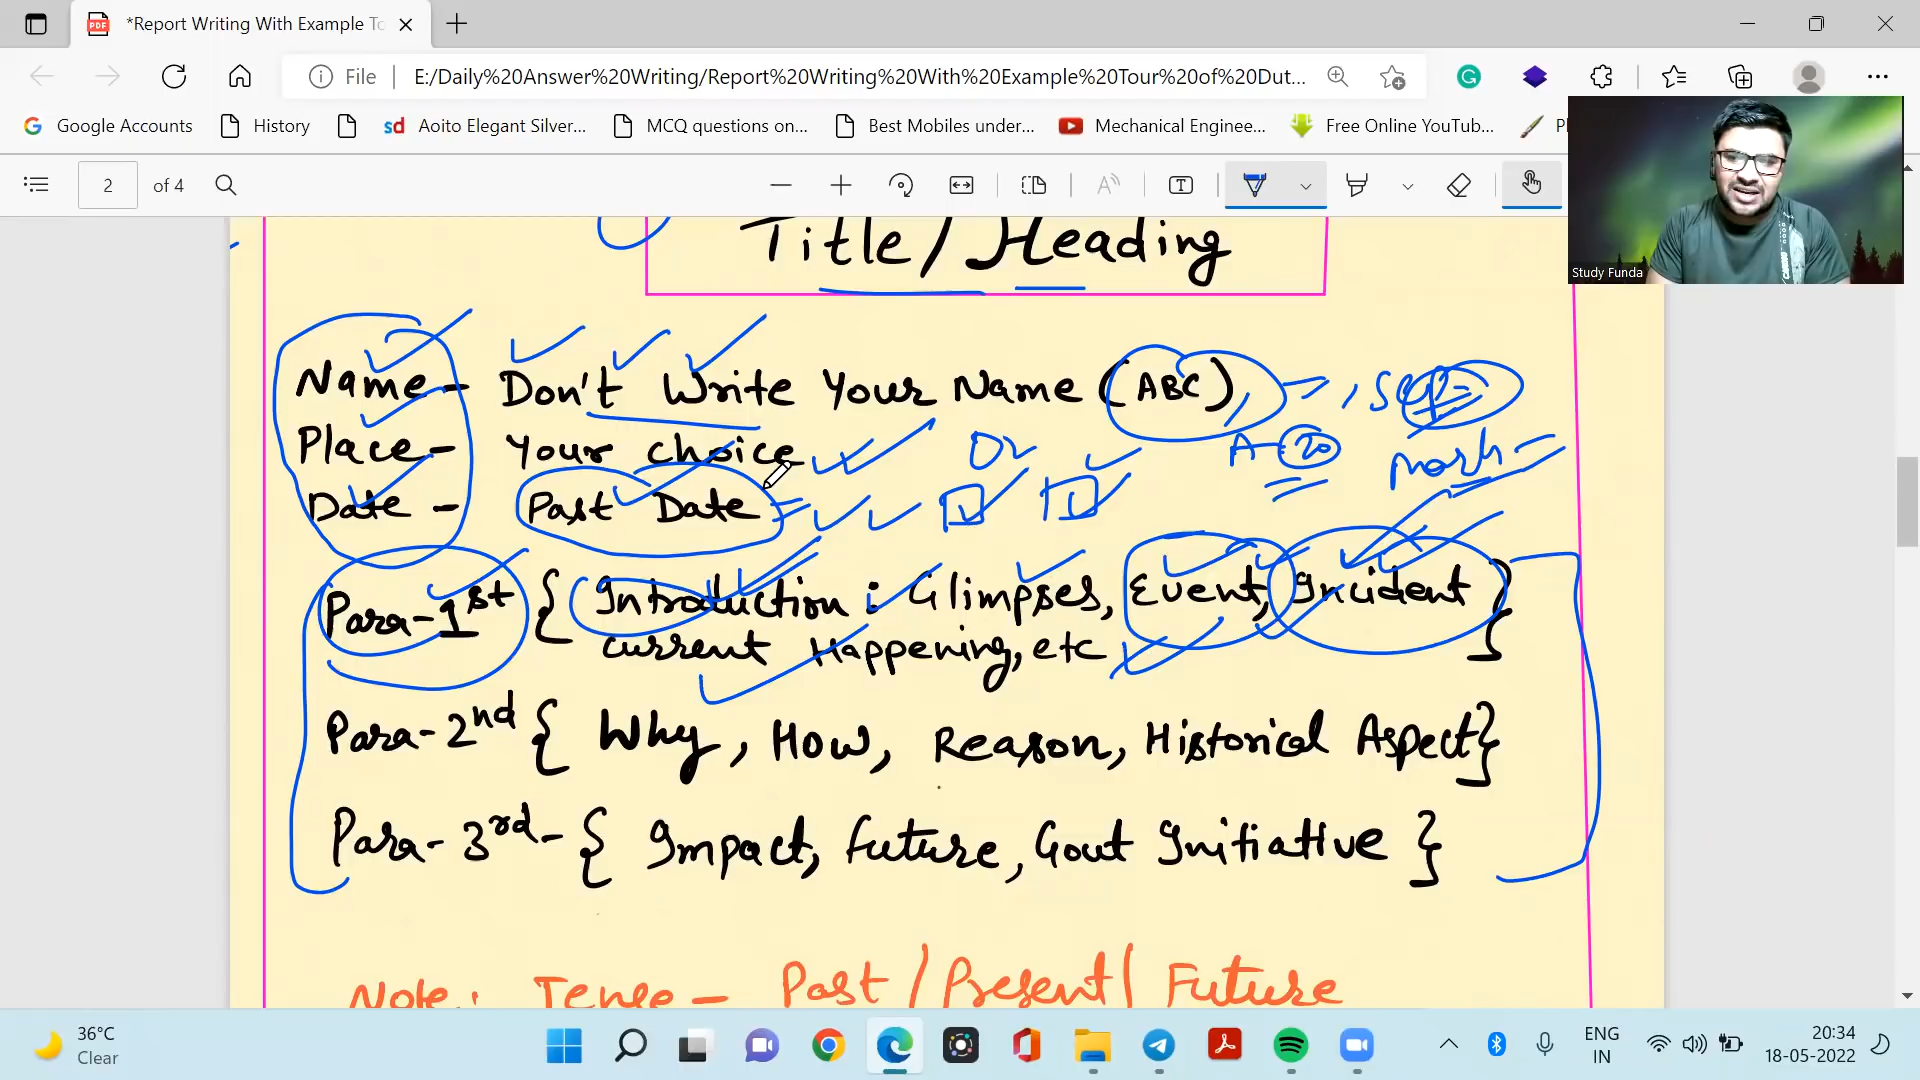 *Report Writing With Example To
File
E:/Daily%20Answer%20Writing/Report%20Writing%20With%20Example%20Tour%20of%20Dut...
Google Accounts
History
sd Aoito Elegant Silver...
MCQ questions on...
Best Mobiles under...
Mechanical Enginee...
Free Online YouTub...
2 of 4
Study Funda
Title/Heading
Name - Don't Write Your Name (ABC),
Place - Your choice Or
A - 20 mark
Date - Past Date
Para-1st { Introduction : Glimpses, Event, Incident
current Happening, etc }
Para-2nd { Why, How, Reason, Historical Aspect}
Para-3rd - { Impact, Future, Govt Initiative }
Note: Tense - Past / Present / Future
36°C
Clear
ENG
IN
20:34
18-05-2022